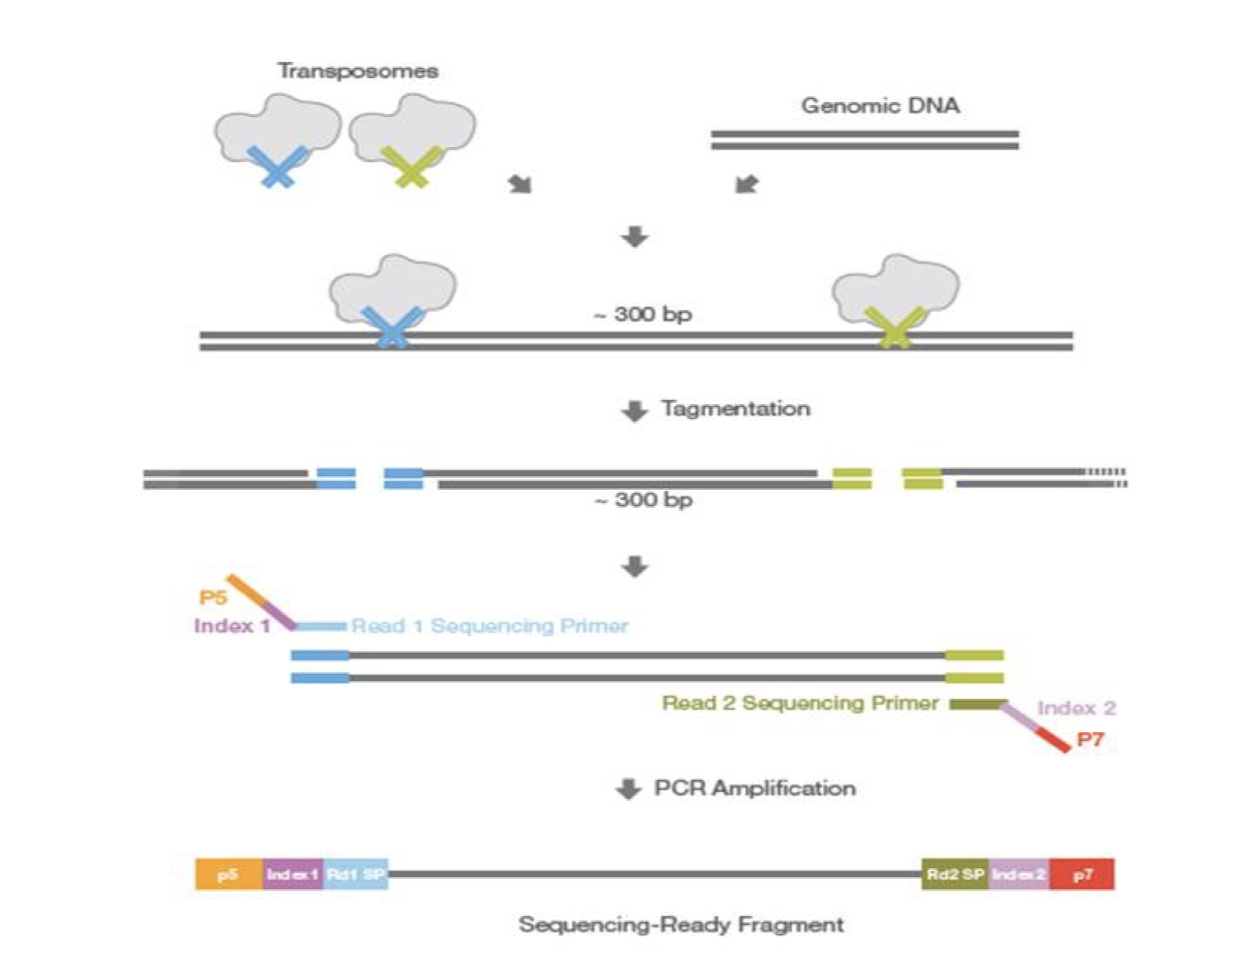 Transposomes
Genomic DNA
~ 300 bp
Tagmentation
~ 300 bp
P5
Index 1
Read 1 Sequencing Primer
Read 2 Sequencing Primer
Index 2
P7
PCR Amplification
p5 Index1 Rd1 SP Rd2 SP Index2 p7
Sequencing-Ready Fragment